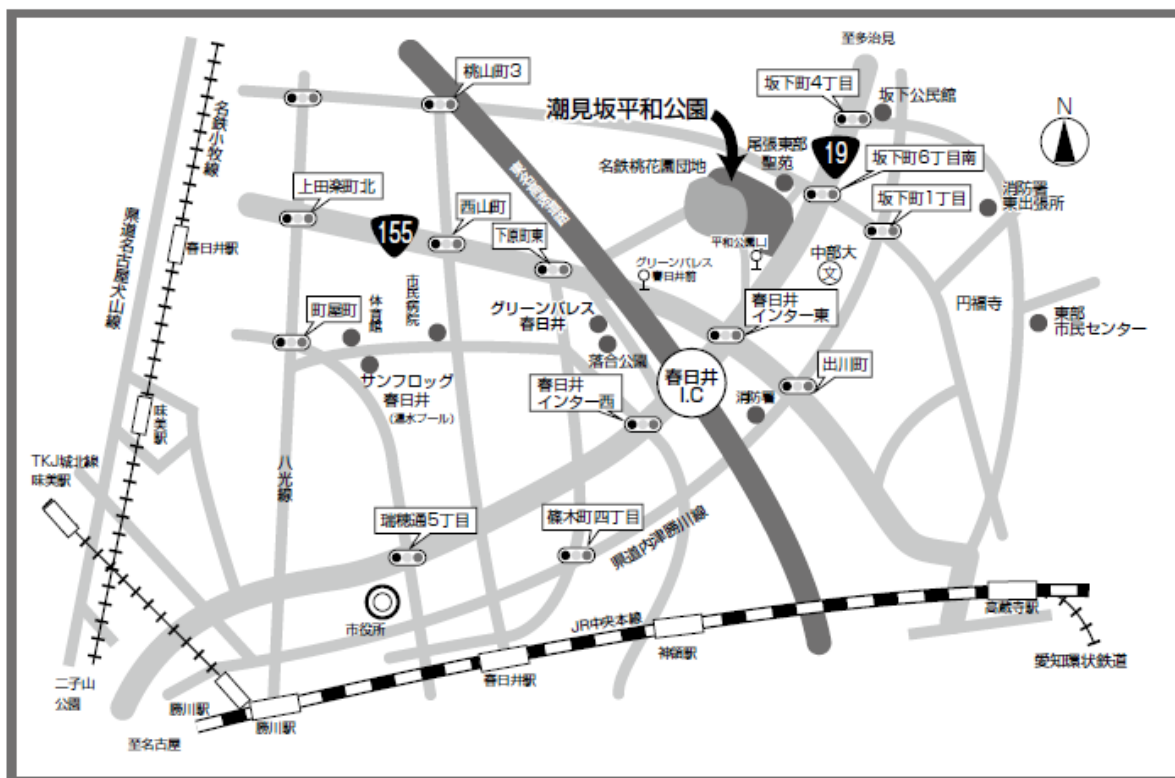 至多治見
桃山町3
坂下町4丁目
坂下公民館
潮見坂平和公園
N
名鉄小牧線
尾張東部
聖苑
19
坂下町6丁目南
名鉄桃花園団地
東名高速道路
上田楽町北
西山町
坂下町1丁目
消防署
東出張所
県道名古屋犬山線
155
下原町東
平和公園口
中部大
文
春日井駅
グリーンパレス
春日井前
市民病院
体育館
グリーンパレス
春日井
春日井
インター東
円福寺
町屋町
東部
市民センター
落合公園
春日井
I.C
出川町
サンフロッグ
春日井
(温水プール)
春日井
インター西
消防署
味美駅
TKJ城北線
味美駅
八光線
瑞穂通5丁目
篠木町四丁目
県道内津勝川線
市役所
JR中央本線
高蔵寺駅
神領駅
愛知環状鉄道
春日井駅
二子山
公園
勝川駅
勝川駅
至名古屋